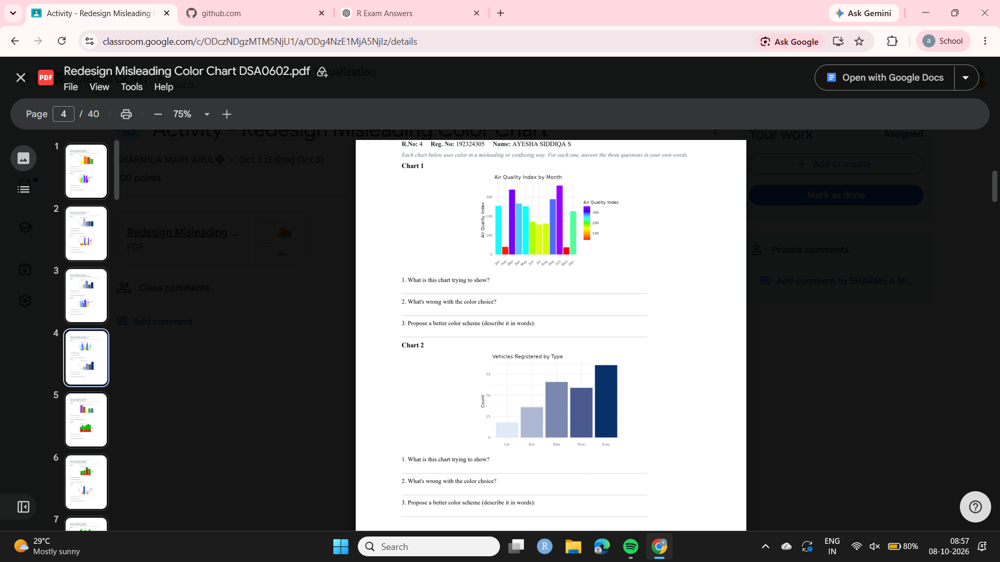 Activity - Redesign Misleading C
github.com
R Exam Answers
Ask Gemini
classroom.google.com/c/ODczNDgzMTM5NjU1/a/ODg4NzE1MjA5NjIz/details
Ask Google
a School
PDF
Redesign Misleading Color Chart DSA0602.pdf
Classroom
Visualization
Slot D
File View Tools Help
Open with Google Docs
Page 4 / 40
75%
Activity - Redesign Misleading Color Chart
SHARMILA MARY ARUL� • Oct 3 (Edited Oct 3)
00 points
Redesign Misleading ...
PDF
Class comments
Add comment
Your work
Assigned
Add or create
Mark as done
Private comments
Add comment to SHARMILA M...
1
2
3
4
5
6
7
R.No: 4 Reg. No: 192324305 Name: AYESHA SIDDIQA S
Each chart below uses color in a misleading or confusing way. For each one, answer the three questions in your own words.
Chart 1
Air Quality Index by Month
Air Quality Index
300
200
100
0
Jan Feb Mar Apr May Jun Jul Aug Sep Oct Nov Dec
Air Quality Index
300
200
100
1. What is this chart trying to show?
2. What's wrong with the color choice?
3. Propose a better color scheme (describe it in words):
Chart 2
Vehicles Registered by Type
Count
75
50
25
0
Car Bus Bike Train Auto
1. What is this chart trying to show?
2. What's wrong with the color choice?
3. Propose a better color scheme (describe it in words):
29°C
Mostly sunny
Search
ENG
IN
80%
08:57
08-10-2026